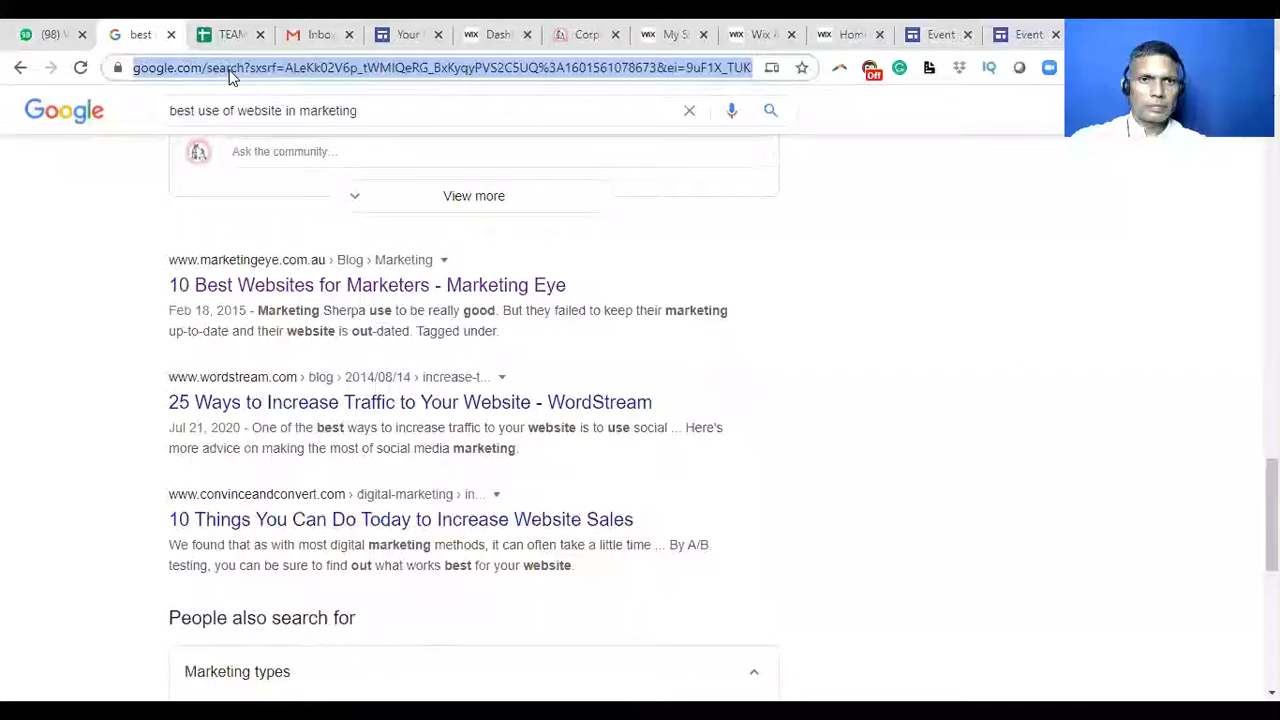 (98) V
best
TEAM
Inbo
Your
WIX
Dash
Corp
WIX
My Si
WIX
Wix A
WIX
Hom
Event
Event
google.com/search?sxsrf=ALeKk02V6p_tWMIQeRG_BxKyqyPVS2C5UQ%3A1601561078673&ei=9uF1X_TUK
Off
Google
best use of website in marketing
Ask the community...
View more
www.marketingeye.com.au › Blog › Marketing
10 Best Websites for Marketers - Marketing Eye
Feb 18, 2015 - Marketing Sherpa use to be really good. But they failed to keep their marketing
up-to-date and their website is out-dated. Tagged under.
www.wordstream.com › blog › 2014/08/14 › increase-t...
25 Ways to Increase Traffic to Your Website - WordStream
Jul 21, 2020 - One of the best ways to increase traffic to your website is to use social ... Here's
more advice on making the most of social media marketing.
www.convinceandconvert.com › digital-marketing › in...
10 Things You Can Do Today to Increase Website Sales
We found that as with most digital marketing methods, it can often take a little time ... By A/B
testing, you can be sure to find out what works best for your website.
People also search for
Marketing types